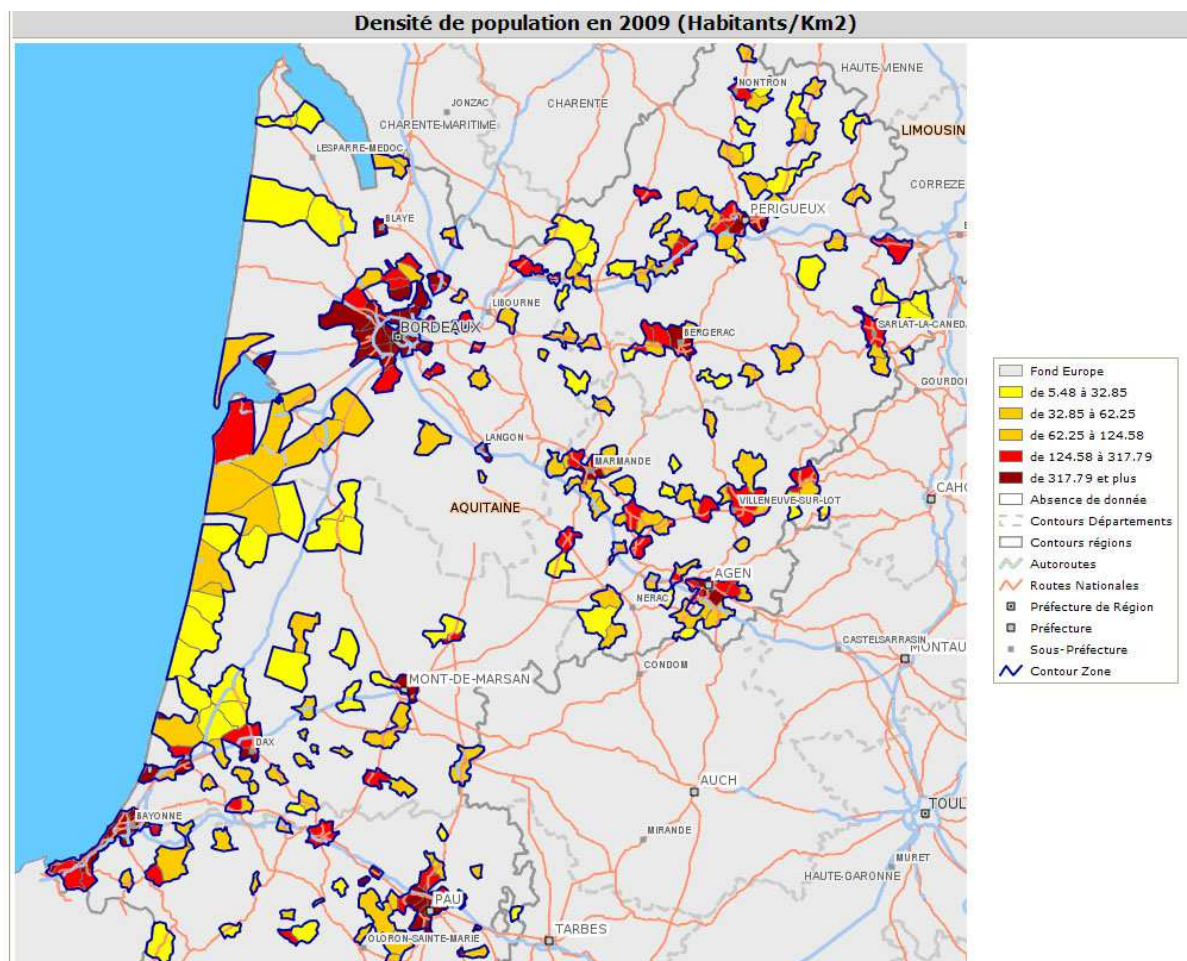 Densité de population en 2009 (Habitants/Km2)
HAUTE-VIENNE
NONTRON
JONZAC
CHARENTE
CHARENTE-MARITIME
LIMOUSIN
LESPARRE-MEDOC
CORREZE
PERIGUEUX
BLAYE
LIBOURNE
BORDEAUX
BERGERAC
SARLAT-LA-CANEDA
GOURDON
LANGON
MARMANDE
VILLENEUVE-SUR-LOT
CAHO
AQUITAINE
AGEN
NERAC
CASTELSARRASIN
MONTAU
CONDOM
MONT-DE-MARSAN
DAX
AUCH
TOUL
BAYONNE
MIRANDE
MURET
HAUTE-GARONNE
PAU
OLORON-SAINTE-MARIE
TARBES
Fond Europe
de 5.48 à 32.85
de 32.85 à 62.25
de 62.25 à 124.58
de 124.58 à 317.79
de 317.79 et plus
Absence de donnée
Contours Départements
Contours régions
Autoroutes
Routes Nationales
Préfecture de Région
Préfecture
Sous-Préfecture
Contour Zone